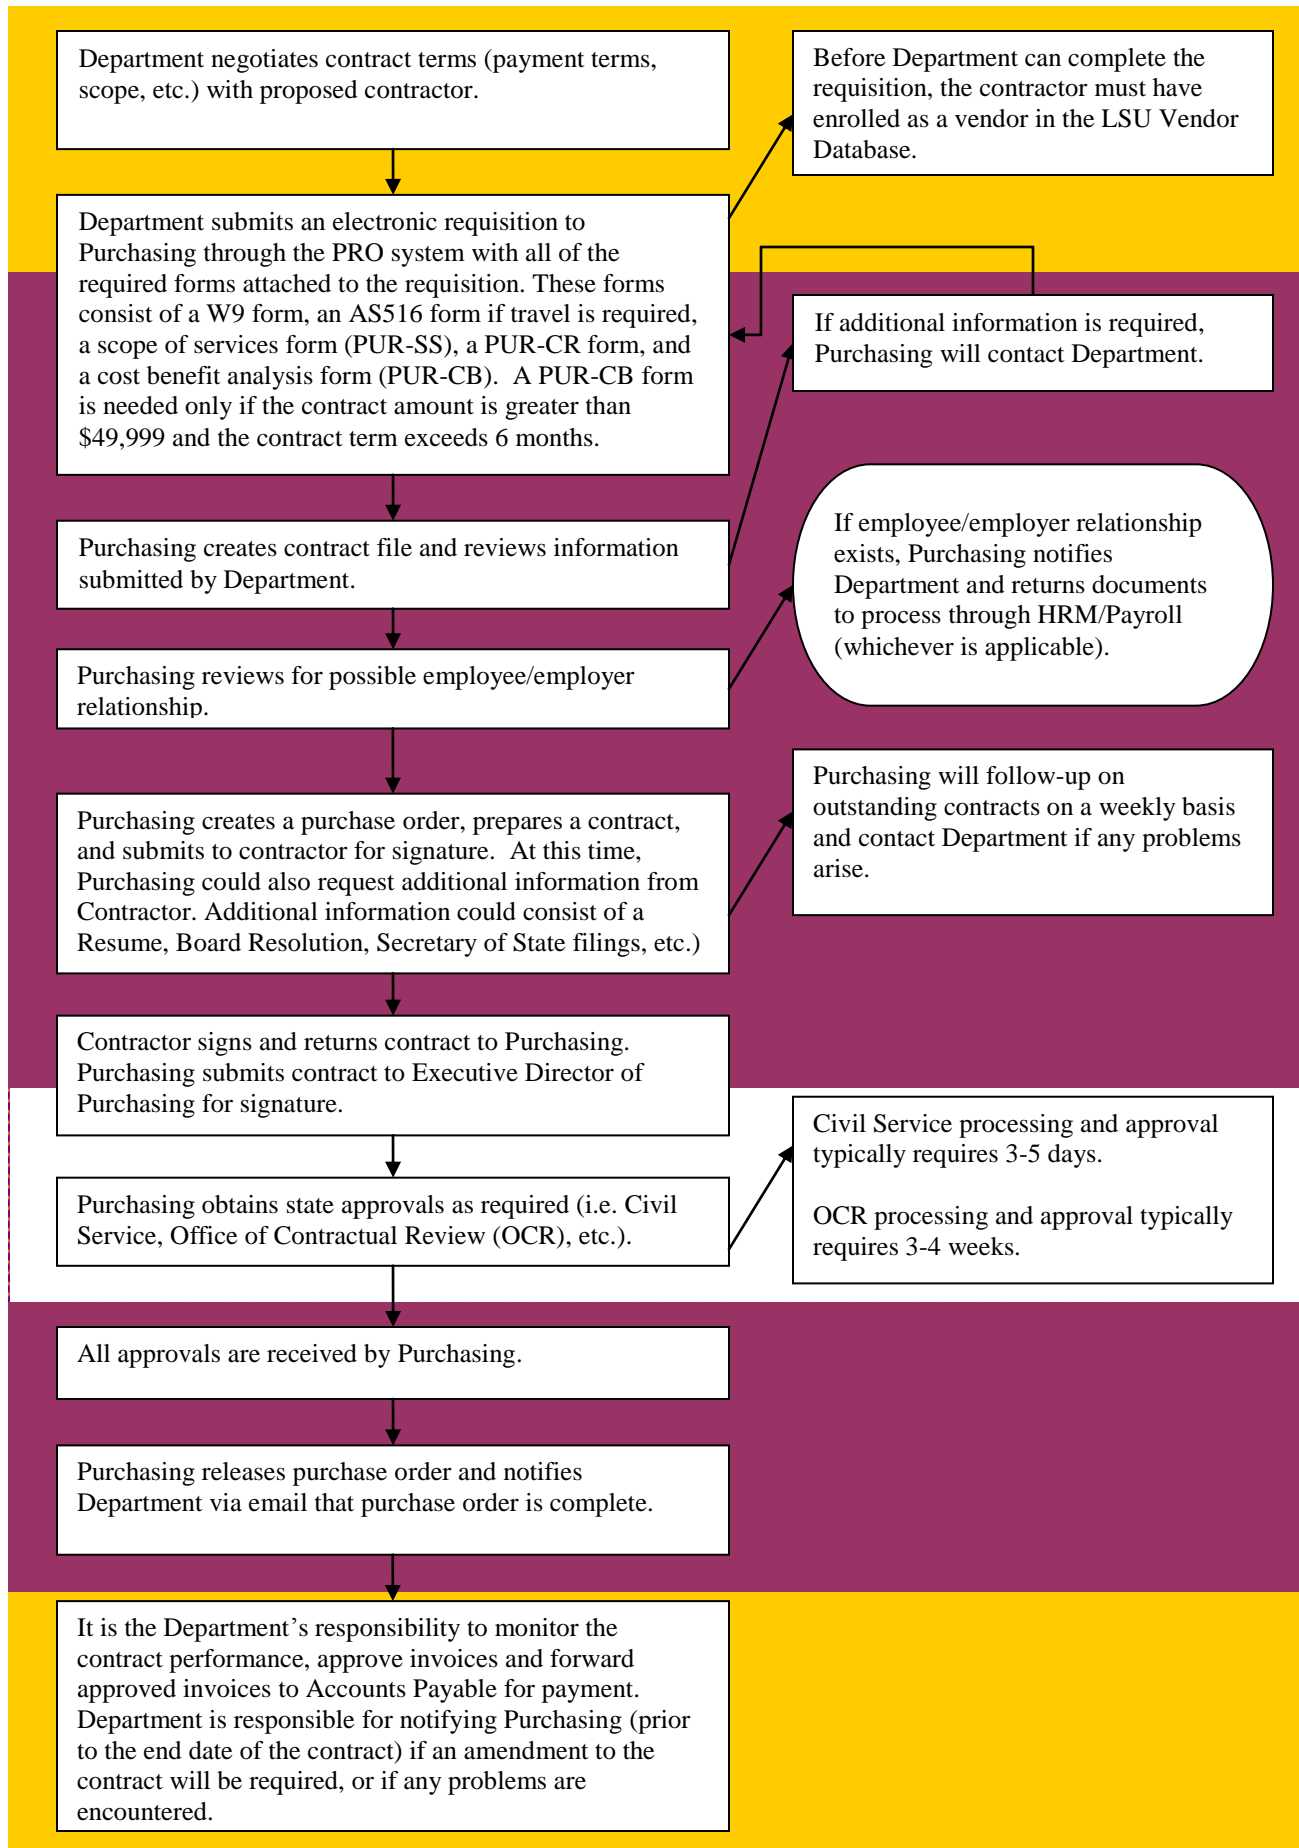 Department negotiates contract terms (payment terms,
scope, etc.) with proposed contractor.
Before Department can complete the
requisition, the contractor must have
enrolled as a vendor in the LSU Vendor
Database.
Department submits an electronic requisition to
Purchasing through the PRO system with all of the
required forms attached to the requisition. These forms
consist of a W9 form, an AS516 form if travel is required,
a scope of services form (PUR-SS), a PUR-CR form, and
a cost benefit analysis form (PUR-CB).  A PUR-CB form
is needed only if the contract amount is greater than
$49,999 and the contract term exceeds 6 months.
If additional information is required,
Purchasing will contact Department.
Purchasing creates contract file and reviews information
submitted by Department.
If employee/employer relationship
exists, Purchasing notifies
Department and returns documents
to process through HRM/Payroll
(whichever is applicable).
Purchasing reviews for possible employee/employer
relationship.
Purchasing creates a purchase order, prepares a contract,
and submits to contractor for signature.  At this time,
Purchasing could also request additional information from
Contractor. Additional information could consist of a
Resume, Board Resolution, Secretary of State filings, etc.)
Purchasing will follow-up on
outstanding contracts on a weekly basis
and contact Department if any problems
arise.
Contractor signs and returns contract to Purchasing.
Purchasing submits contract to Executive Director of
Purchasing for signature.
Purchasing obtains state approvals as required (i.e. Civil
Service, Office of Contractual Review (OCR), etc.).
Civil Service processing and approval
typically requires 3-5 days.
OCR processing and approval typically
requires 3-4 weeks.
All approvals are received by Purchasing.
Purchasing releases purchase order and notifies
Department via email that purchase order is complete.
It is the Department’s responsibility to monitor the
contract performance, approve invoices and forward
approved invoices to Accounts Payable for payment.
Department is responsible for notifying Purchasing (prior
to the end date of the contract) if an amendment to the
contract will be required, or if any problems are
encountered.